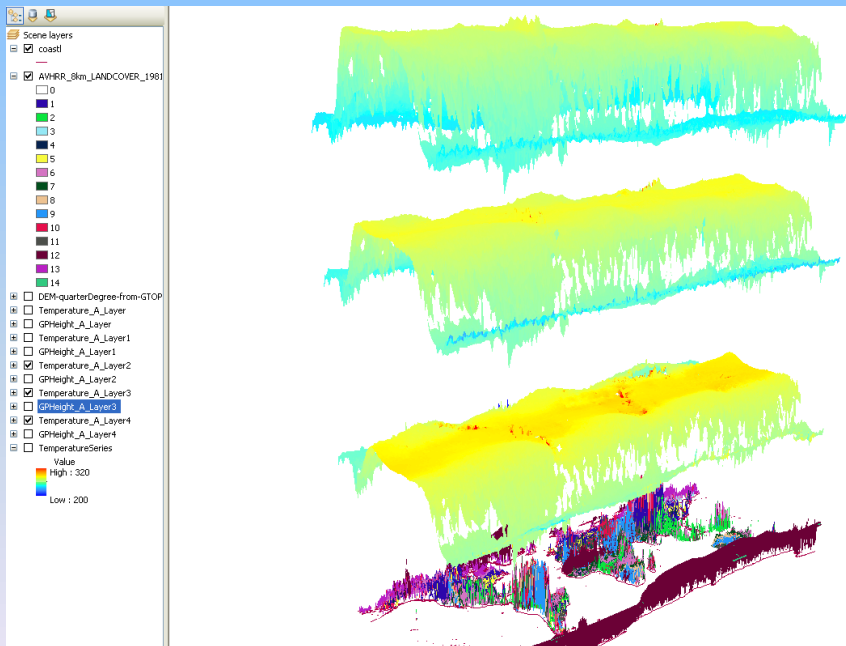 Scene layers
coastl
AVHRR_8km_LANDCOVER_1981
0
1
2
3
4
5
6
7
8
9
10
11
12
13
14
DEM-quarterDegree-from-GTOP
Temperature_A_Layer
GPHeight_A_Layer
Temperature_A_Layer1
GPHeight_A_Layer1
Temperature_A_Layer2
GPHeight_A_Layer2
Temperature_A_Layer3
GPHeight_A_Layer3
Temperature_A_Layer4
GPHeight_A_Layer4
TemperatureSeries
Value
High : 320
Low : 200